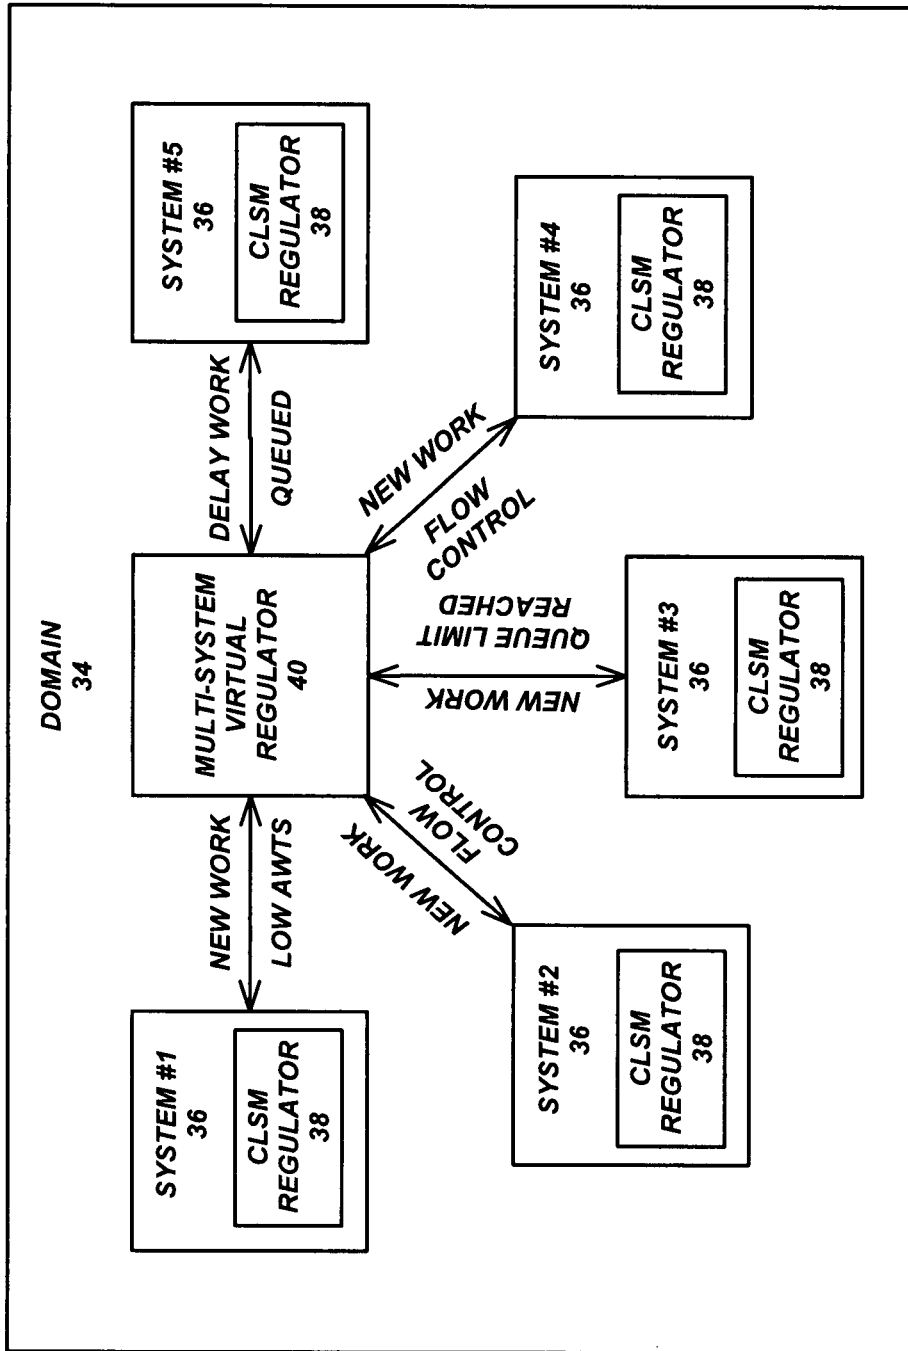 DOMAIN
34
SYSTEM #1
36
CLSM
REGULATOR
38
NEW WORK
LOW AWTS
MULTI-SYSTEM
VIRTUAL
REGULATOR
40
DELAY WORK
QUEUED
SYSTEM #5
36
CLSM
REGULATOR
38
NEW WORK
FLOW
CONTROL
NEW WORK
QUEUE LIMIT
REACHED
NEW WORK
FLOW
CONTROL
SYSTEM #2
36
CLSM
REGULATOR
38
SYSTEM #3
36
CLSM
REGULATOR
38
SYSTEM #4
36
CLSM
REGULATOR
38